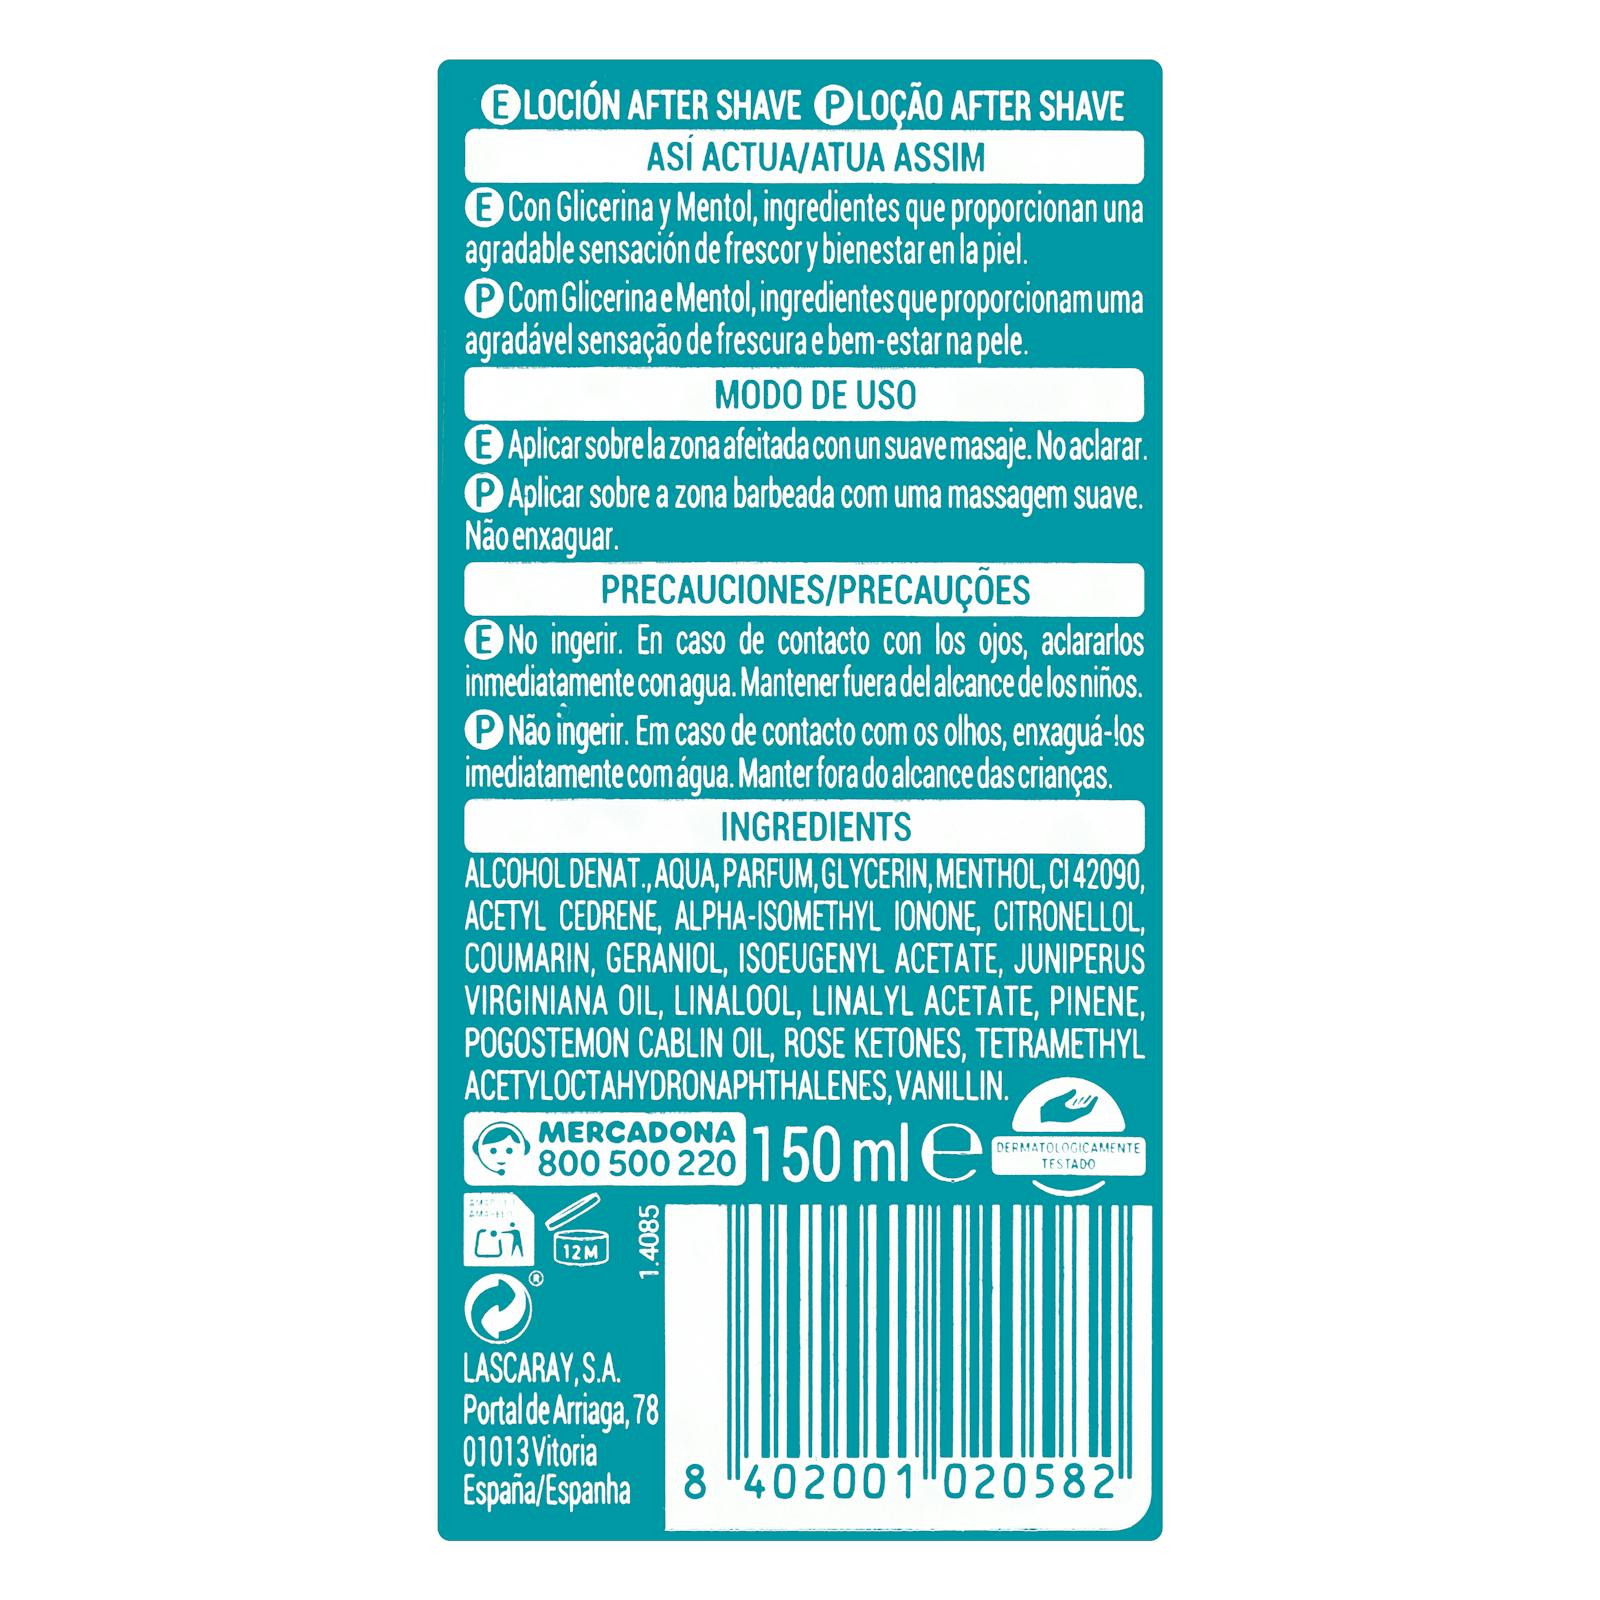 E LOCIÓN AFTER SHAVE P LOÇÃO AFTER SHAVE
ASÍ ACTUA/ATUA ASSIM
E Con Glicerina y Mentol, ingredientes que proporcionan una
agradable sensación de frescor y bienestar en la piel.
P Com Glicerina e Mentol, ingredientes que proporcionam uma
agradável sensação de frescura e bem-estar na pele.
MODO DE USO
E Aplicar sobre la zona afeitada con un suave masaje. No aclarar.
P Aplicar sobre a zona barbeada com uma massagem suave.
Não enxaguar.
PRECAUCIONES/PRECAUÇÕES
E No ingerir. En caso de contacto con los ojos, aclararlos
inmediatamente con agua. Mantener fuera del alcance de los niños.
P Não ingerir. Em caso de contacto com os olhos, enxaguá-los
imediatamente com água. Manter fora do alcance das crianças.
INGREDIENTS
ALCOHOL DENAT., AQUA, PARFUM, GLYCERIN, MENTHOL, CI 42090,
ACETYL CEDRENE, ALPHA-ISOMETHYL IONONE, CITRONELLOL,
COUMARIN, GERANIOL, ISOEUGENYL ACETATE, JUNIPERUS
VIRGINIANA OIL, LINALOOL, LINALYL ACETATE, PINENE,
POGOSTEMON CABLIN OIL, ROSE KETONES, TETRAMETHYL
ACETYLOCTAHYDRONAPHTHALENES, VANILLIN.
MERCADONA
800 500 220
150 ml e
DERMATOLOGICAMENTE
TESTADO
12M
1.4085
®
LASCARAY, S.A.
Portal de Arriaga, 78
01013 Vitoria
España/Espanha
8 402001 020582